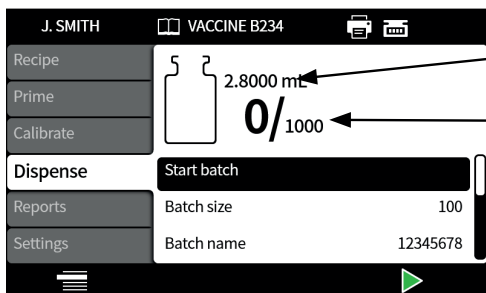 J. SMITH VACCINE B234
Recipe
Prime
Calibrate
Dispense
Reports
Settings
2.8000 mL
0/1000
Start batch
Batch size 100
Batch name 12345678